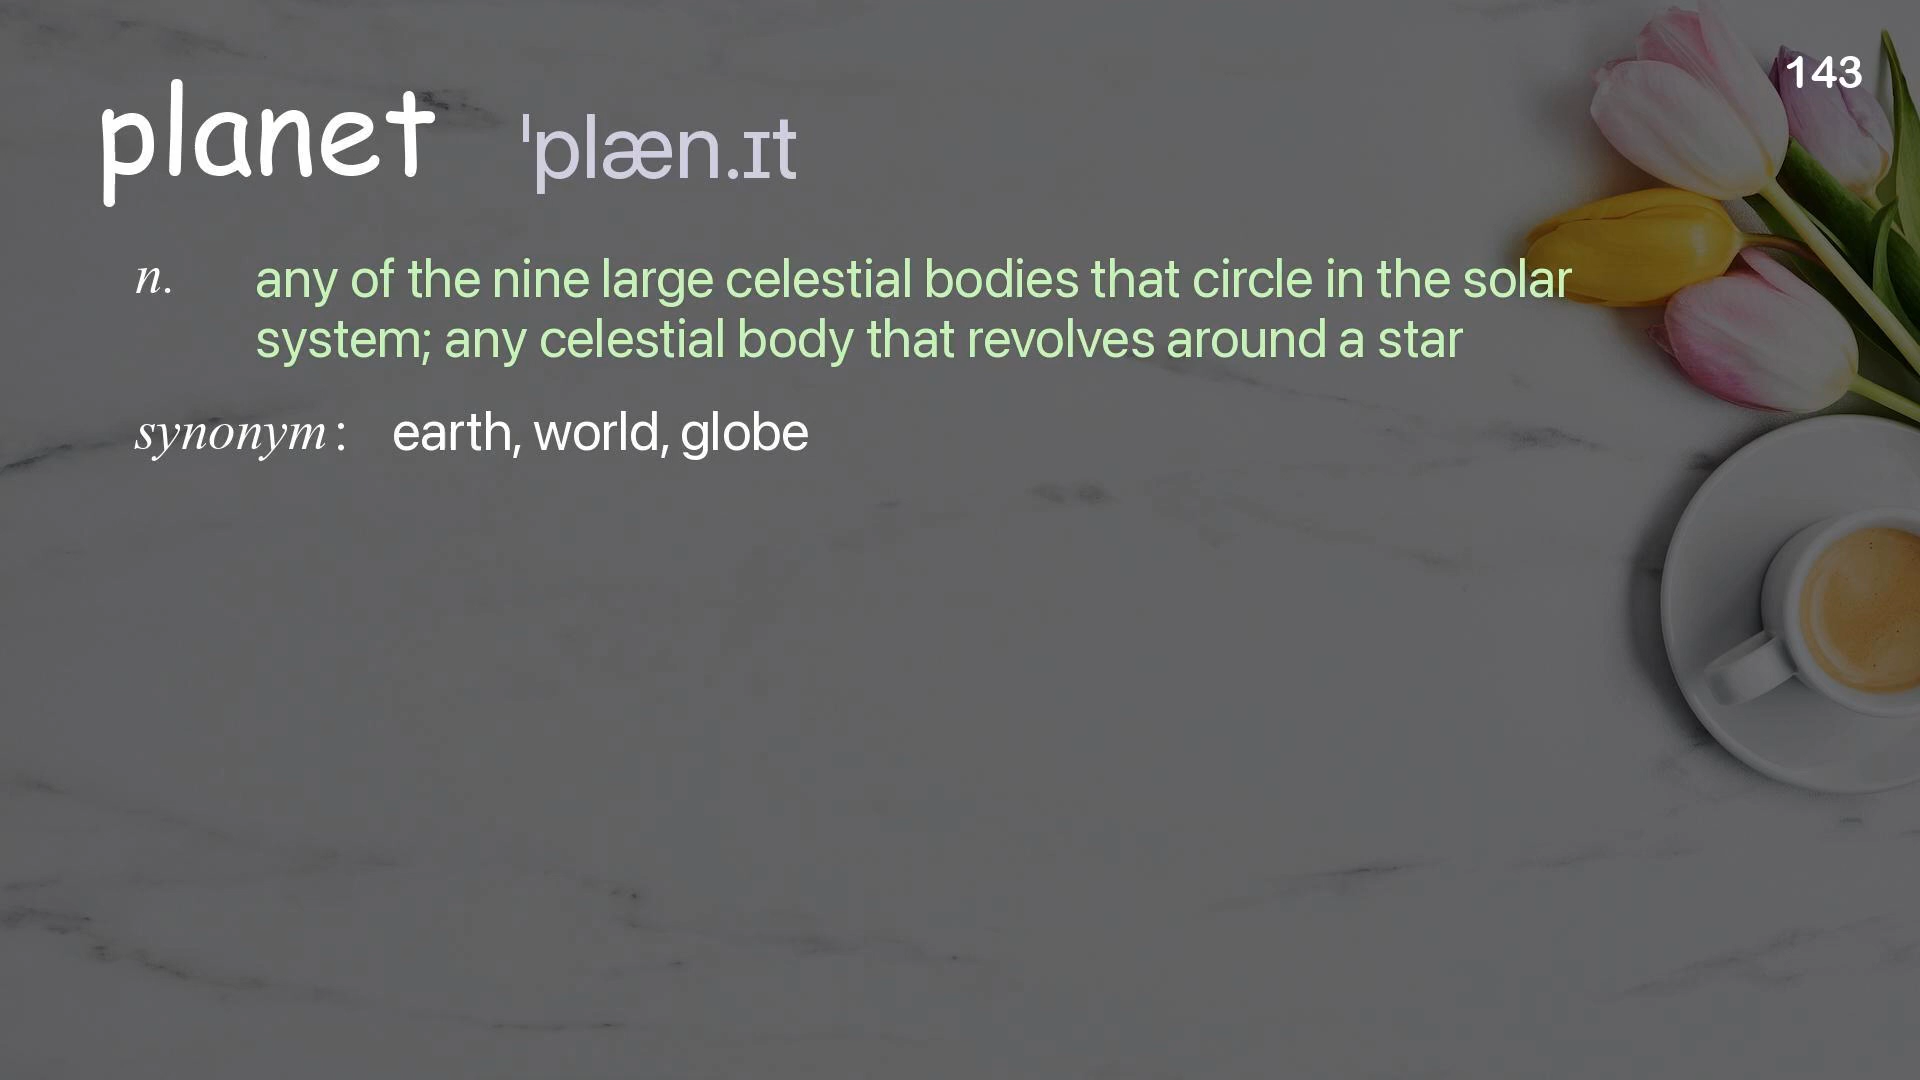 143
planet ˈplæn.ɪt
n. any of the nine large celestial bodies that circle in the solar
system; any celestial body that revolves around a star
synonym: earth, world, globe